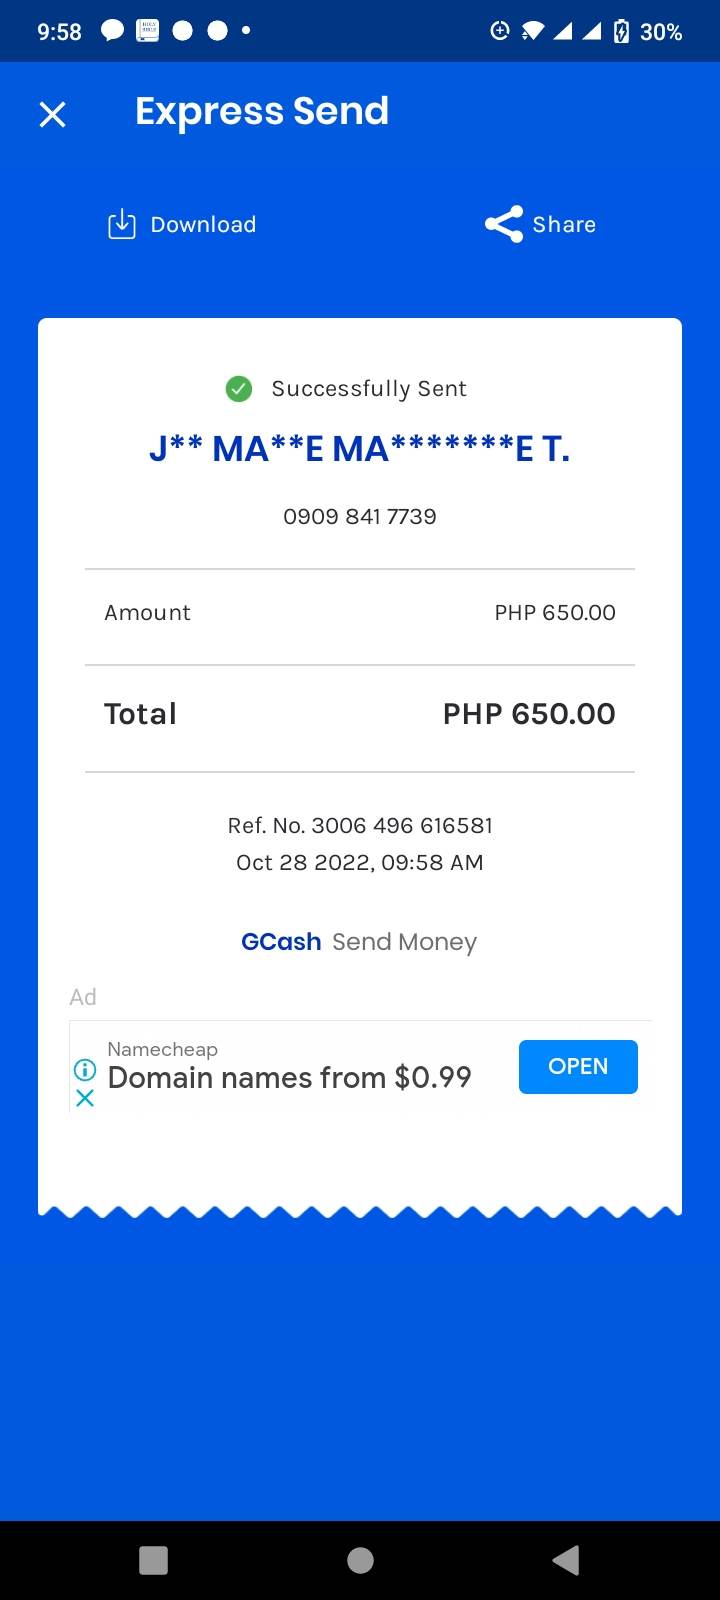 9:58 30%
Express Send
Download Share
Successfully Sent
J** MA**E MA*******E T.
0909 841 7739
Amount PHP 650.00
Total PHP 650.00
Ref. No. 3006 496 616581
Oct 28 2022, 09:58 AM
GCash Send Money
Ad
Namecheap
Domain names from $0.99
OPEN